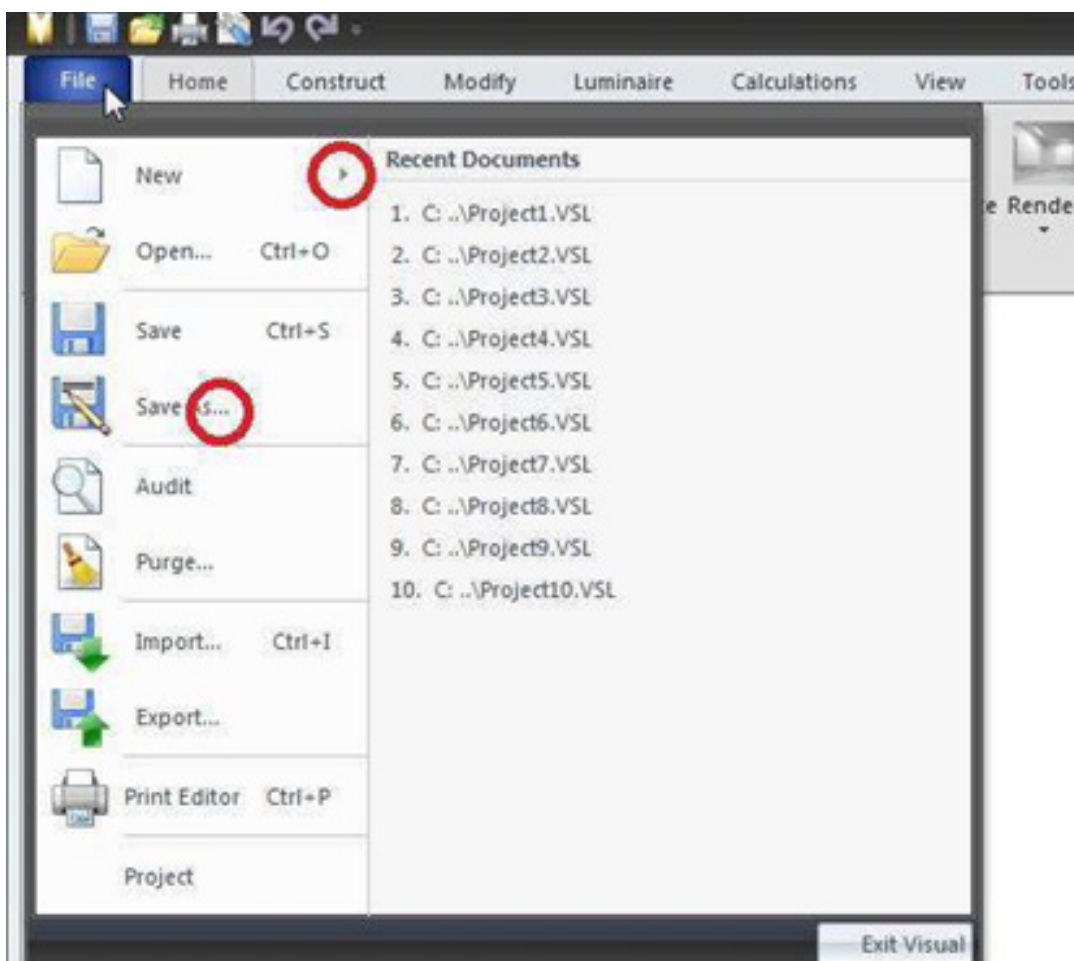 File Home Construct Modify Luminaire Calculations View Tools
New
Open... Ctrl+O
Save Ctrl+S
Save As...
Audit
Purge...
Import... Ctrl+I
Export...
Print Editor Ctrl+P
Project
Recent Documents
1. C: ..\Project1.VSL
2. C: ..\Project2.VSL
3. C: ..\Project3.VSL
4. C: ..\Project4.VSL
5. C: ..\Project5.VSL
6. C: ..\Project6.VSL
7. C: ..\Project7.VSL
8. C: ..\Project8.VSL
9. C: ..\Project9.VSL
10. C: ..\Project10.VSL
Exit Visual